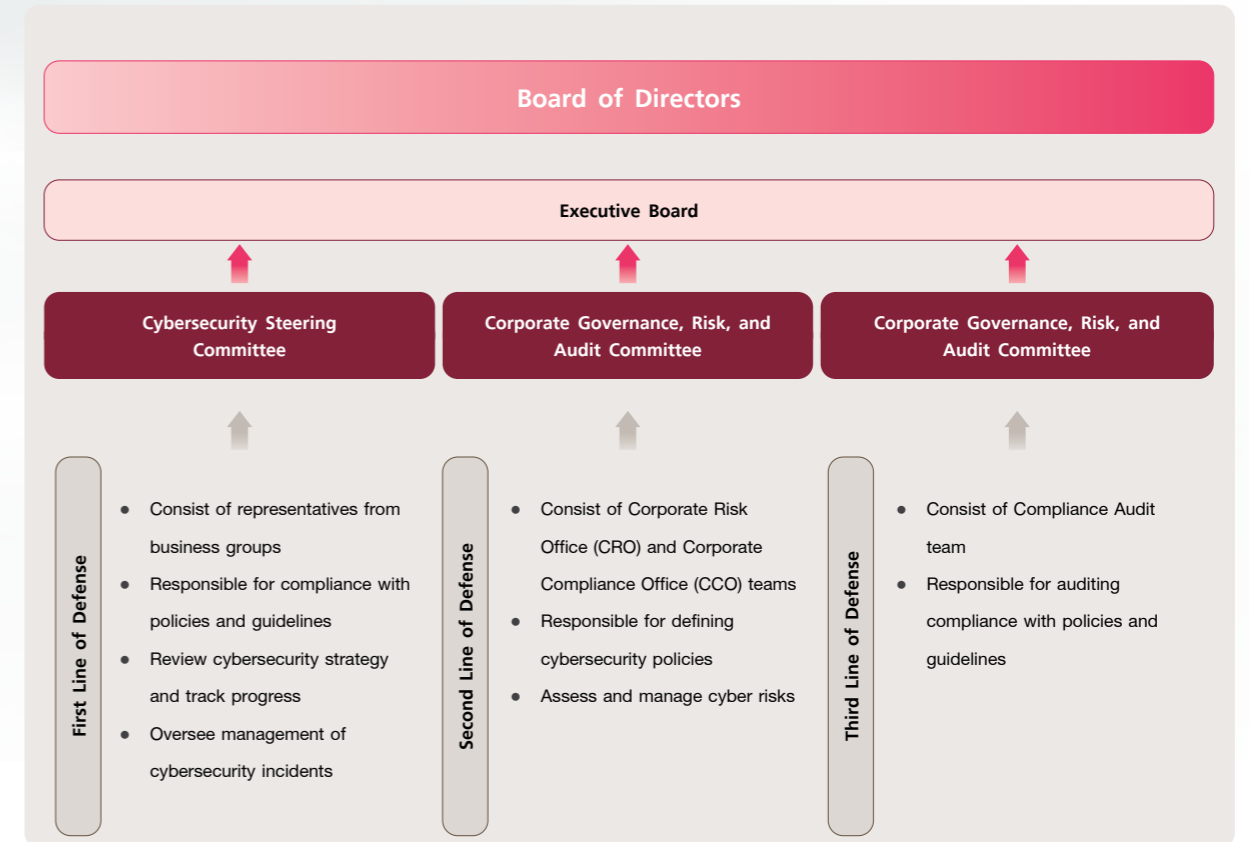 Board of Directors
Executive Board
Cybersecurity Steering
Committee
Corporate Governance, Risk, and
Audit Committee
Corporate Governance, Risk, and
Audit Committee
First Line of Defense
● Consist of representatives from
business groups
● Responsible for compliance with
policies and guidelines
● Review cybersecurity strategy
and track progress
● Oversee management of
cybersecurity incidents
Second Line of Defense
● Consist of Corporate Risk
Office (CRO) and Corporate
Compliance Office (CCO) teams
● Responsible for defining
cybersecurity policies
● Assess and manage cyber risks
Third Line of Defense
● Consist of Compliance Audit
team
● Responsible for auditing
compliance with policies and
guidelines